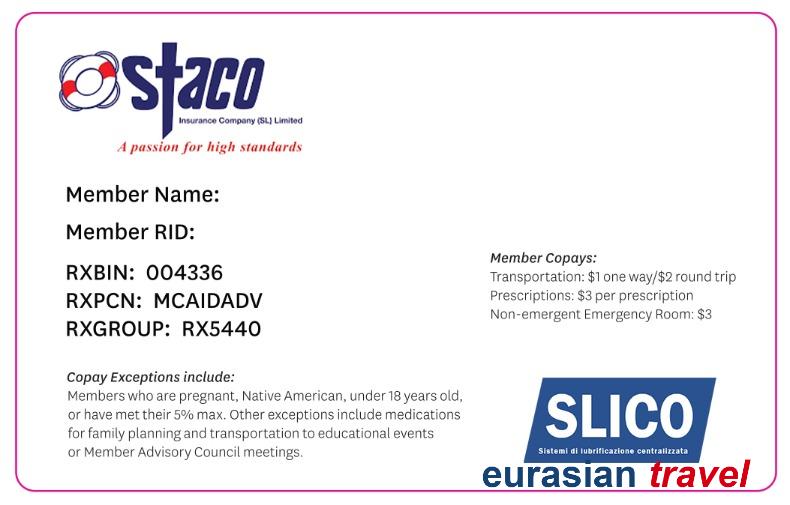 staco
Insurance Company (SL) Limited
A passion for high standards
Member Name:
Member RID:
RXBIN: 004336
RXPCN: MCAIDADV
RXGROUP: RX5440
Member Copays:
Transportation: $1 one way/$2 round trip
Prescriptions: $3 per prescription
Non-emergent Emergency Room: $3
Copay Exceptions include:
Members who are pregnant, Native American, under 18 years old,
or have met their 5% max. Other exceptions include medications
for family planning and transportation to educational events
or Member Advisory Council meetings.
SLICO
Sistemi di lubrificazione centralizzata
eurasian travel